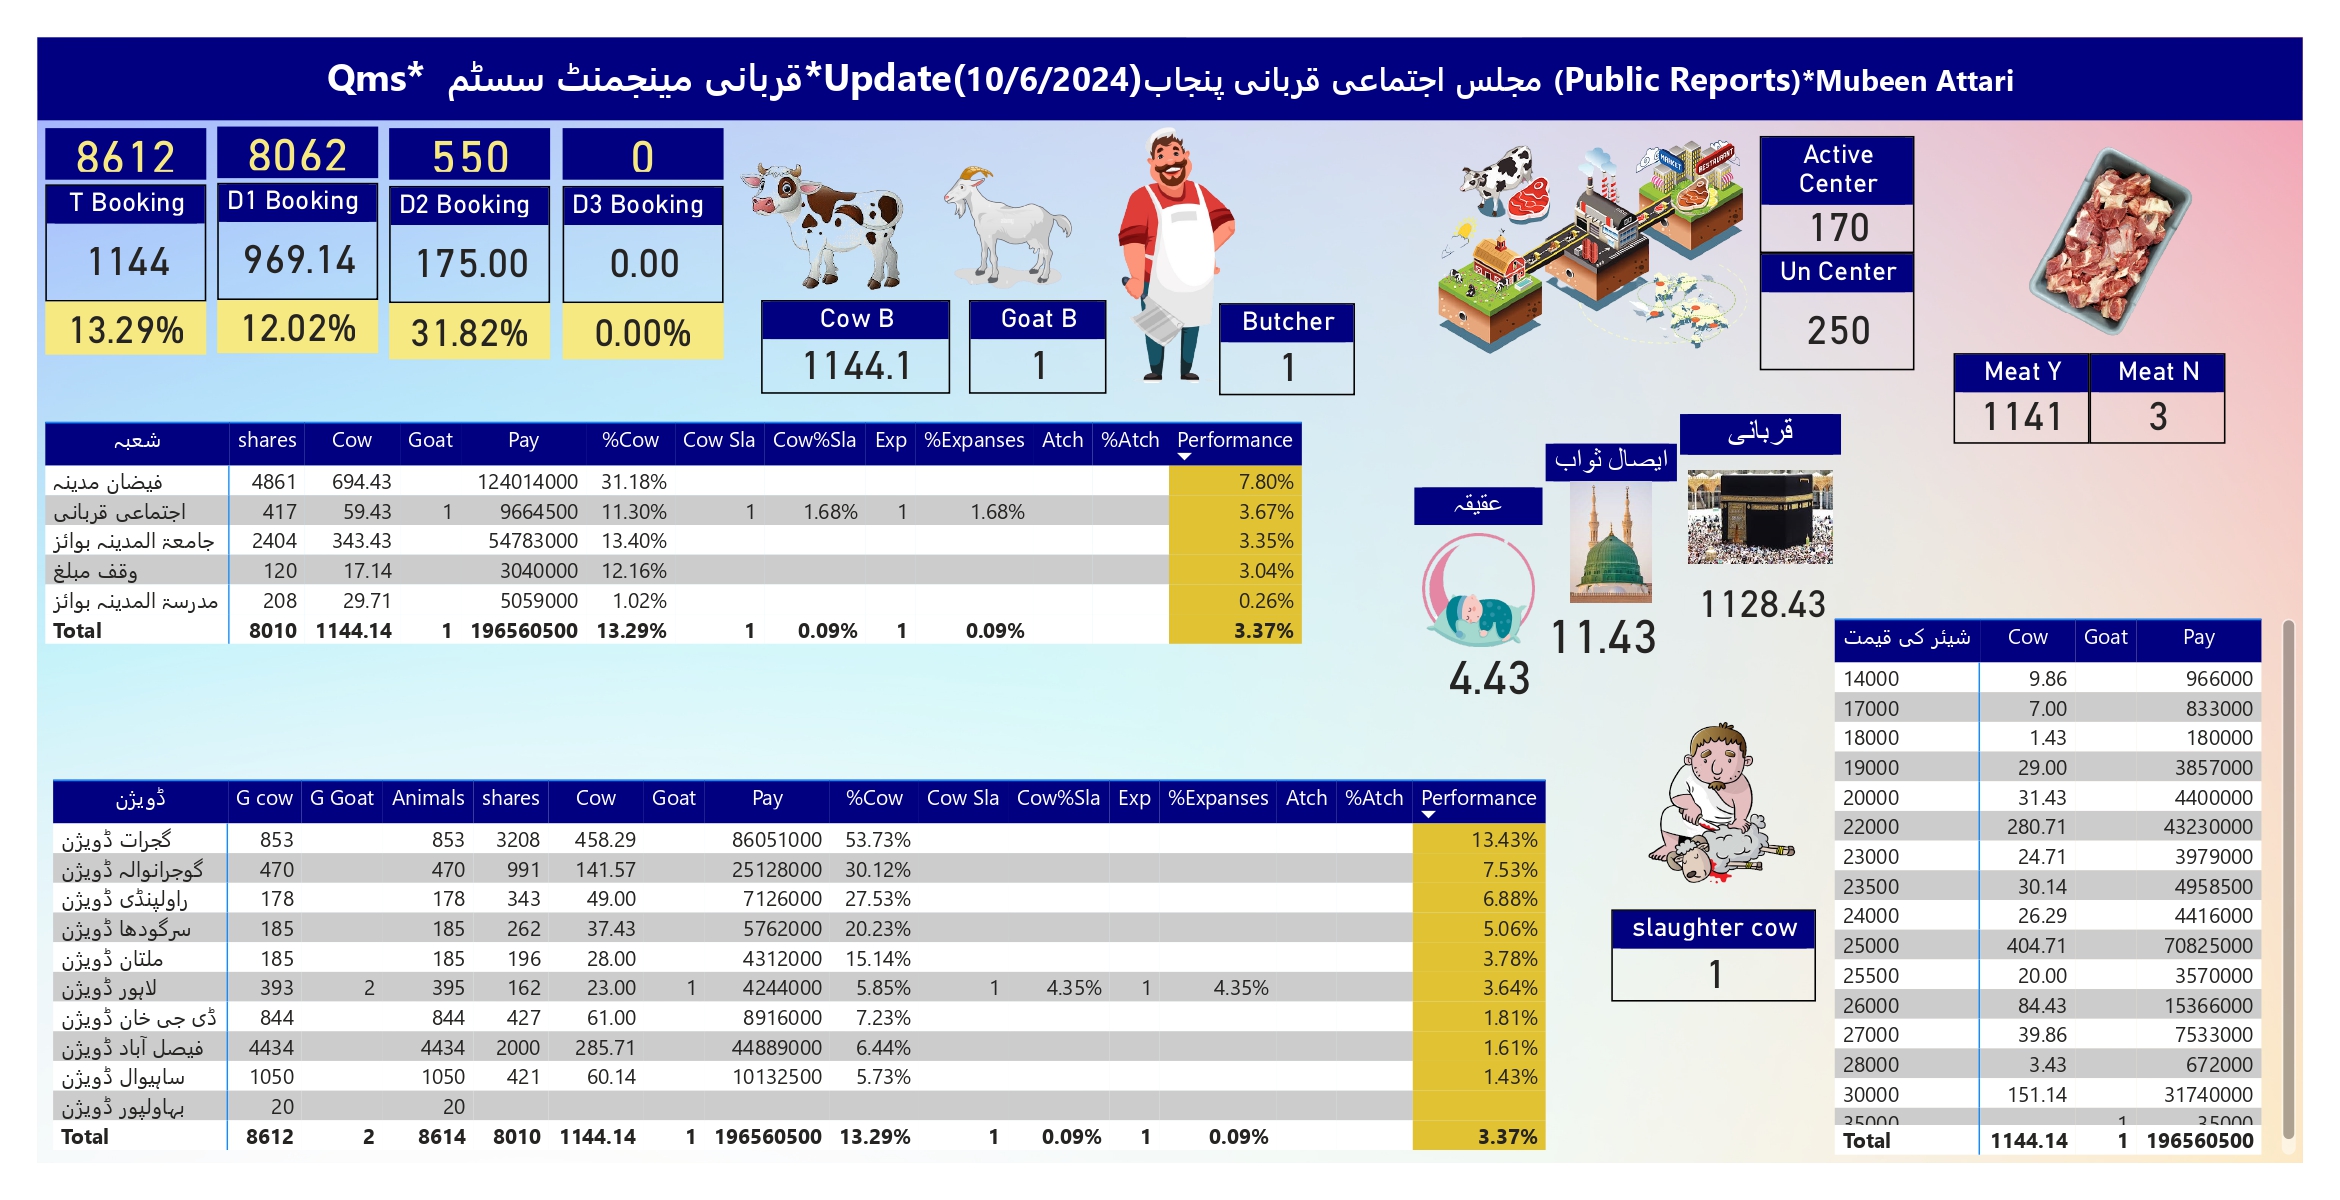 Qms* قربانی مینجمنٹ سسٹم*Update(10/6/2024)مجلس اجتماعی قربانی پنجاب (Public Reports)*Mubeen Attari
8612 8062 550 0
T Booking D1 Booking D2 Booking D3 Booking
1144 969.14 175.00 0.00
13.29% 12.02% 31.82% 0.00%
Cow B Goat B Butcher
1144.1 1 1
MARKET RESTAURANT
Active Center
170
Un Center
250
Meat Y Meat N
1141 3
شعبہ shares Cow Goat Pay %Cow Cow Sla Cow%Sla Exp %Expanses Atch %Atch Performance
فیضان مدینہ 4861 694.43 124014000 31.18% 7.80%
اجتماعی قربانی 417 59.43 1 9664500 11.30% 1 1.68% 1 1.68% 3.67%
جامعۃ المدینہ بوائز 2404 343.43 54783000 13.40% 3.35%
وقف مبلغ 120 17.14 3040000 12.16% 3.04%
مدرسۃ المدینہ بوائز 208 29.71 5059000 1.02% 0.26%
Total 8010 1144.14 1 196560500 13.29% 1 0.09% 1 0.09% 3.37%
عقیقہ
4.43
ایصال ثواب
11.43
قربانی
1128.43
ڈویژن G cow G Goat Animals shares Cow Goat Pay %Cow Cow Sla Cow%Sla Exp %Expanses Atch %Atch Performance
گجرات ڈویژن 853 853 3208 458.29 86051000 53.73% 13.43%
گوجرانوالہ ڈویژن 470 470 991 141.57 25128000 30.12% 7.53%
راولپنڈی ڈویژن 178 178 343 49.00 7126000 27.53% 6.88%
سرگودھا ڈویژن 185 185 262 37.43 5762000 20.23% 5.06%
ملتان ڈویژن 185 185 196 28.00 4312000 15.14% 3.78%
لاہور ڈویژن 393 2 395 162 23.00 1 4244000 5.85% 1 4.35% 1 4.35% 3.64%
ڈی جی خان ڈویژن 844 844 427 61.00 8916000 7.23% 1.81%
فیصل آباد ڈویژن 4434 4434 2000 285.71 44889000 6.44% 1.61%
ساہیوال ڈویژن 1050 1050 421 60.14 10132500 5.73% 1.43%
بہاولپور ڈویژن 20 20
Total 8612 2 8614 8010 1144.14 1 196560500 13.29% 1 0.09% 1 0.09% 3.37%
slaughter cow
1
شیئر کی قیمت Cow Goat Pay
14000 9.86 966000
17000 7.00 833000
18000 1.43 180000
19000 29.00 3857000
20000 31.43 4400000
22000 280.71 43230000
23000 24.71 3979000
23500 30.14 4958500
24000 26.29 4416000
25000 404.71 70825000
25500 20.00 3570000
26000 84.43 15366000
27000 39.86 7533000
28000 3.43 672000
30000 151.14 31740000
35000 1 35000
Total 1144.14 1 196560500